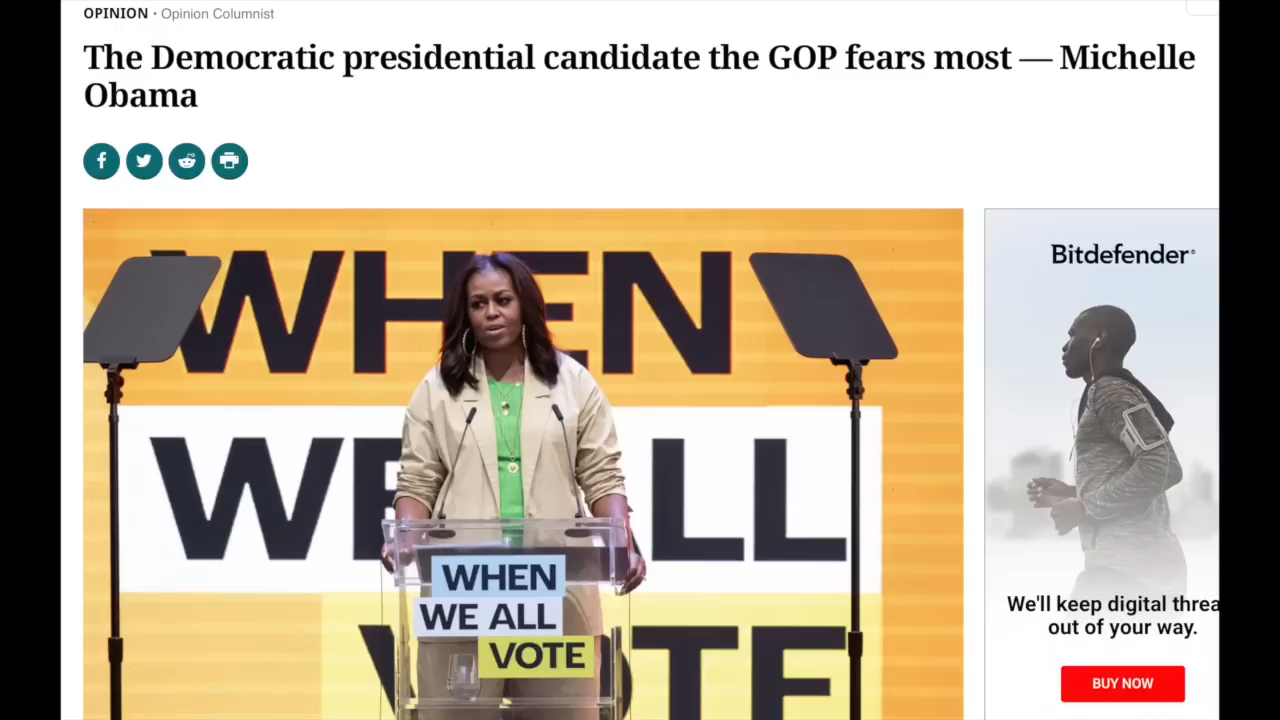 OPINION • Opinion Columnist
The Democratic presidential candidate the GOP fears most — Michelle
Obama
WHEN
WE ALL
VOTE
WHEN
WE ALL
VOTE
Bitdefender®
We'll keep digital threa
out of your way.
BUY NOW